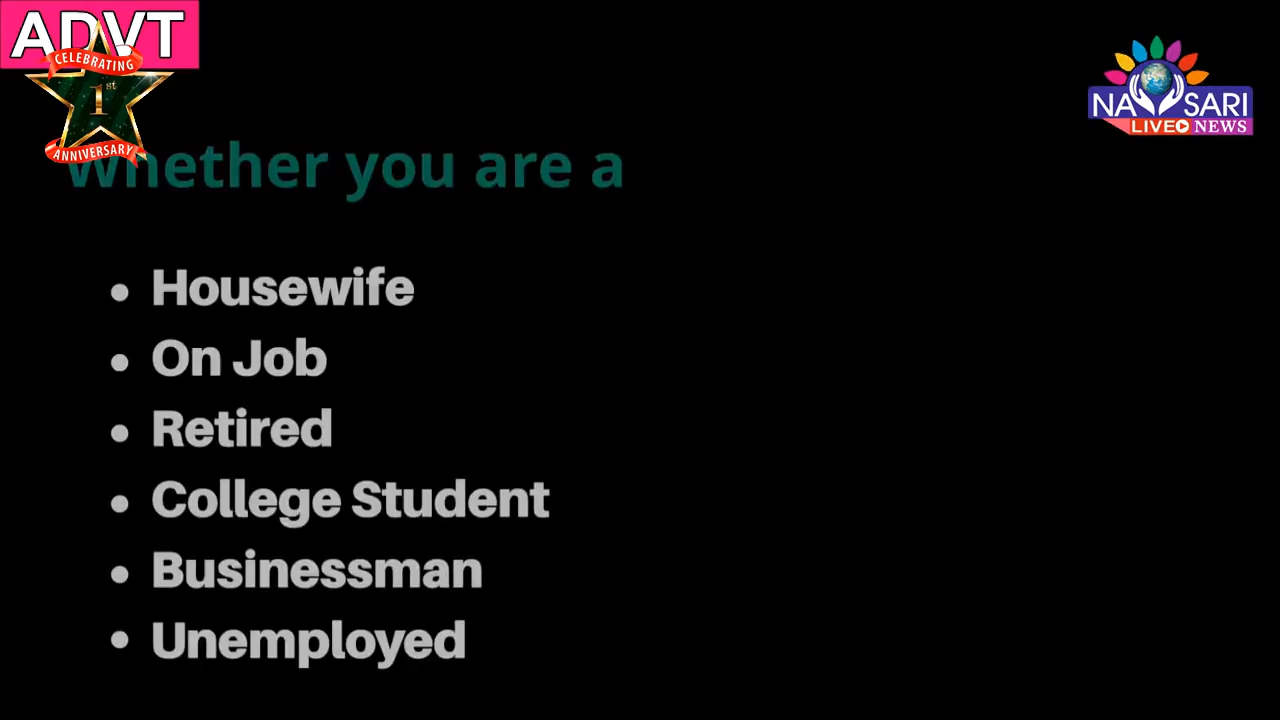 ADVT
CELEBRATING
1st
ANNIVERSARY
NAVSARI
LIVE NEWS
Whether you are a
• Housewife
• On Job
• Retired
• College Student
• Businessman
• Unemployed